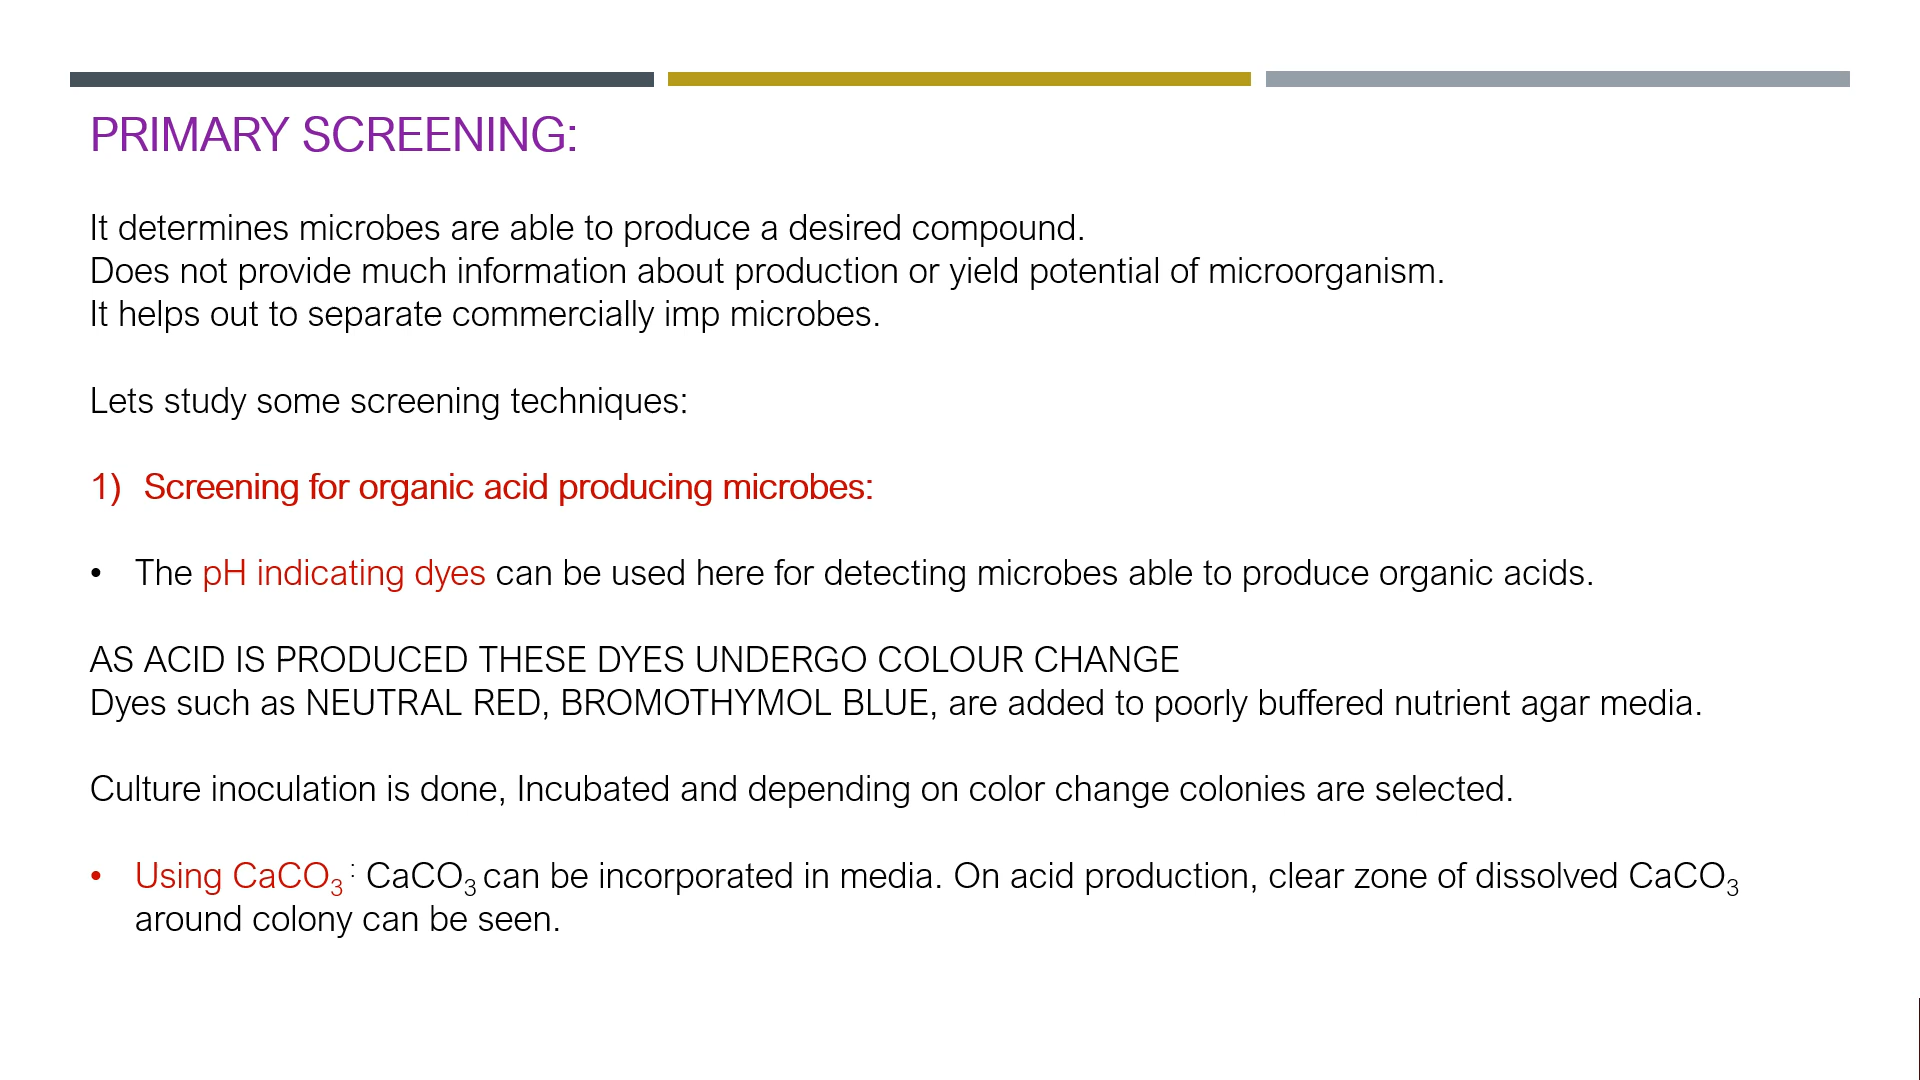 PRIMARY SCREENING:
It determines microbes are able to produce a desired compound.
Does not provide much information about production or yield potential of microorganism.
It helps out to separate commercially imp microbes.
Lets study some screening techniques:
1) Screening for organic acid producing microbes:
• The pH indicating dyes can be used here for detecting microbes able to produce organic acids.
AS ACID IS PRODUCED THESE DYES UNDERGO COLOUR CHANGE
Dyes such as NEUTRAL RED, BROMOTHYMOL BLUE, are added to poorly buffered nutrient agar media.
Culture inoculation is done, Incubated and depending on color change colonies are selected.
• Using CaCO₃ : CaCO₃ can be incorporated in media. On acid production, clear zone of dissolved CaCO₃
around colony can be seen.